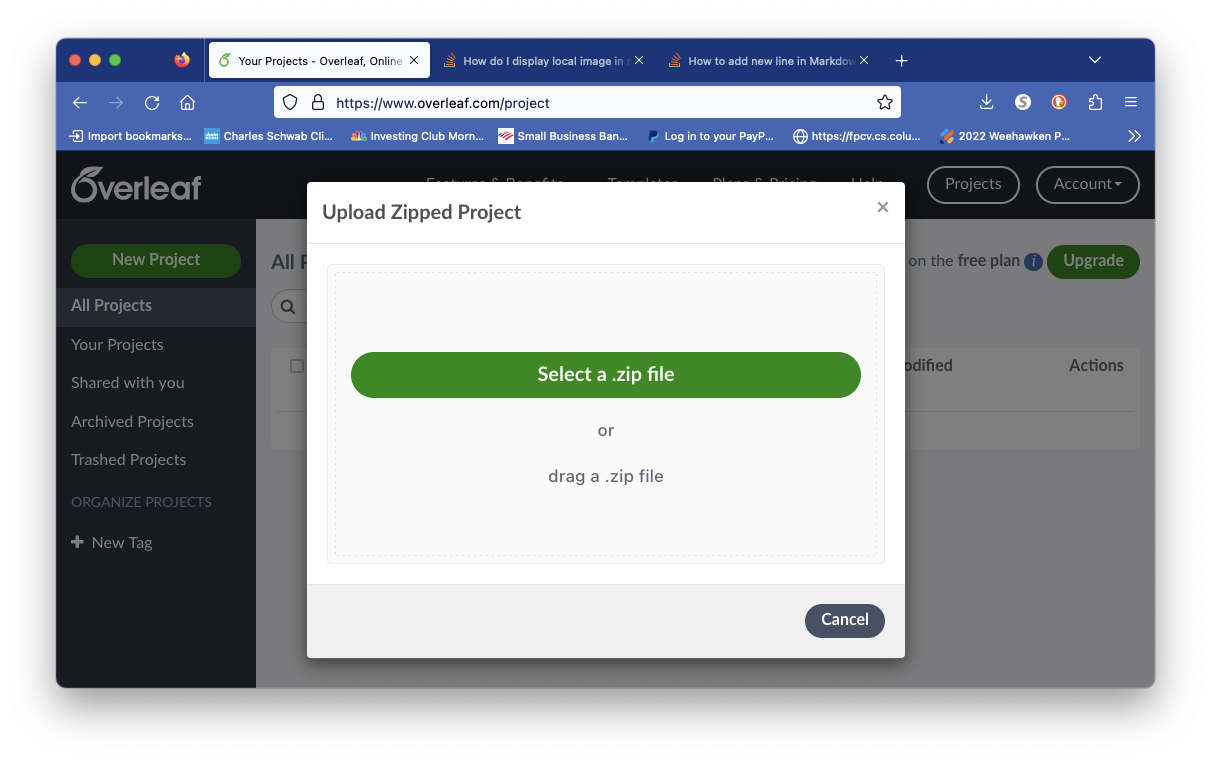 Your Projects - Overleaf, Online
How do I display local image in
How to add new line in Markdow
https://www.overleaf.com/project
Import bookmarks...
Charles Schwab Cli...
Investing Club Morn...
Small Business Ban...
Log in to your PayP...
https://fpcv.cs.colu...
2022 Weehawken P...
Overleaf
Features & Benefits
Templates
Plans & Pricing
Help
Projects
Account
Upload Zipped Project
×
New Project
All P
on the free plan i
Upgrade
All Projects
Your Projects
Shared with you
Archived Projects
Trashed Projects
ORGANIZE PROJECTS
+ New Tag
odified
Actions
Select a .zip file
or
drag a .zip file
Cancel